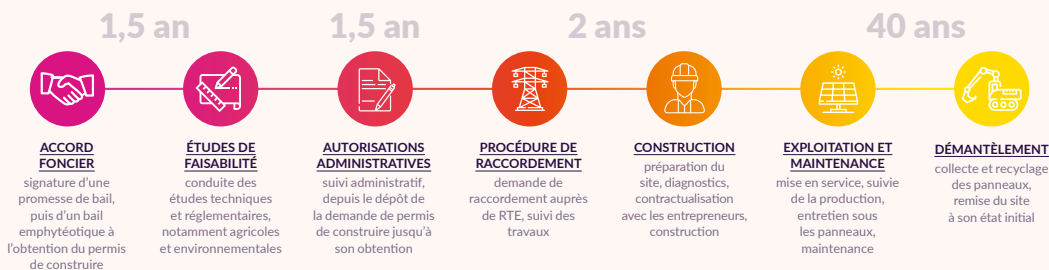 1,5 an
1,5 an
2 ans
40 ans
ACCORD
FONCIER
signature d'une
promesse de bail,
puis d'un bail
emphytéotique à
l'obtention du permis
de construire
ÉTUDES DE
FAISABILITÉ
conduite des
études techniques
et réglementaires,
notamment agricoles
et environnementales
AUTORISATIONS
ADMINISTRATIVES
suivi administratif,
depuis le dépôt de
la demande de permis
de construire jusqu'à
son obtention
PROCÉDURE DE
RACCORDEMENT
demande de
raccordement auprès
de RTE, suivi des
travaux
CONSTRUCTION
préparation du
site, diagnostics,
contractualisation
avec les entrepreneurs,
construction
EXPLOITATION ET
MAINTENANCE
mise en service, suivie
de la production,
entretien sous
les panneaux,
maintenance
DÉMANTÈLEMENT
collecte et recyclage
des panneaux,
remise du site
à son état initial